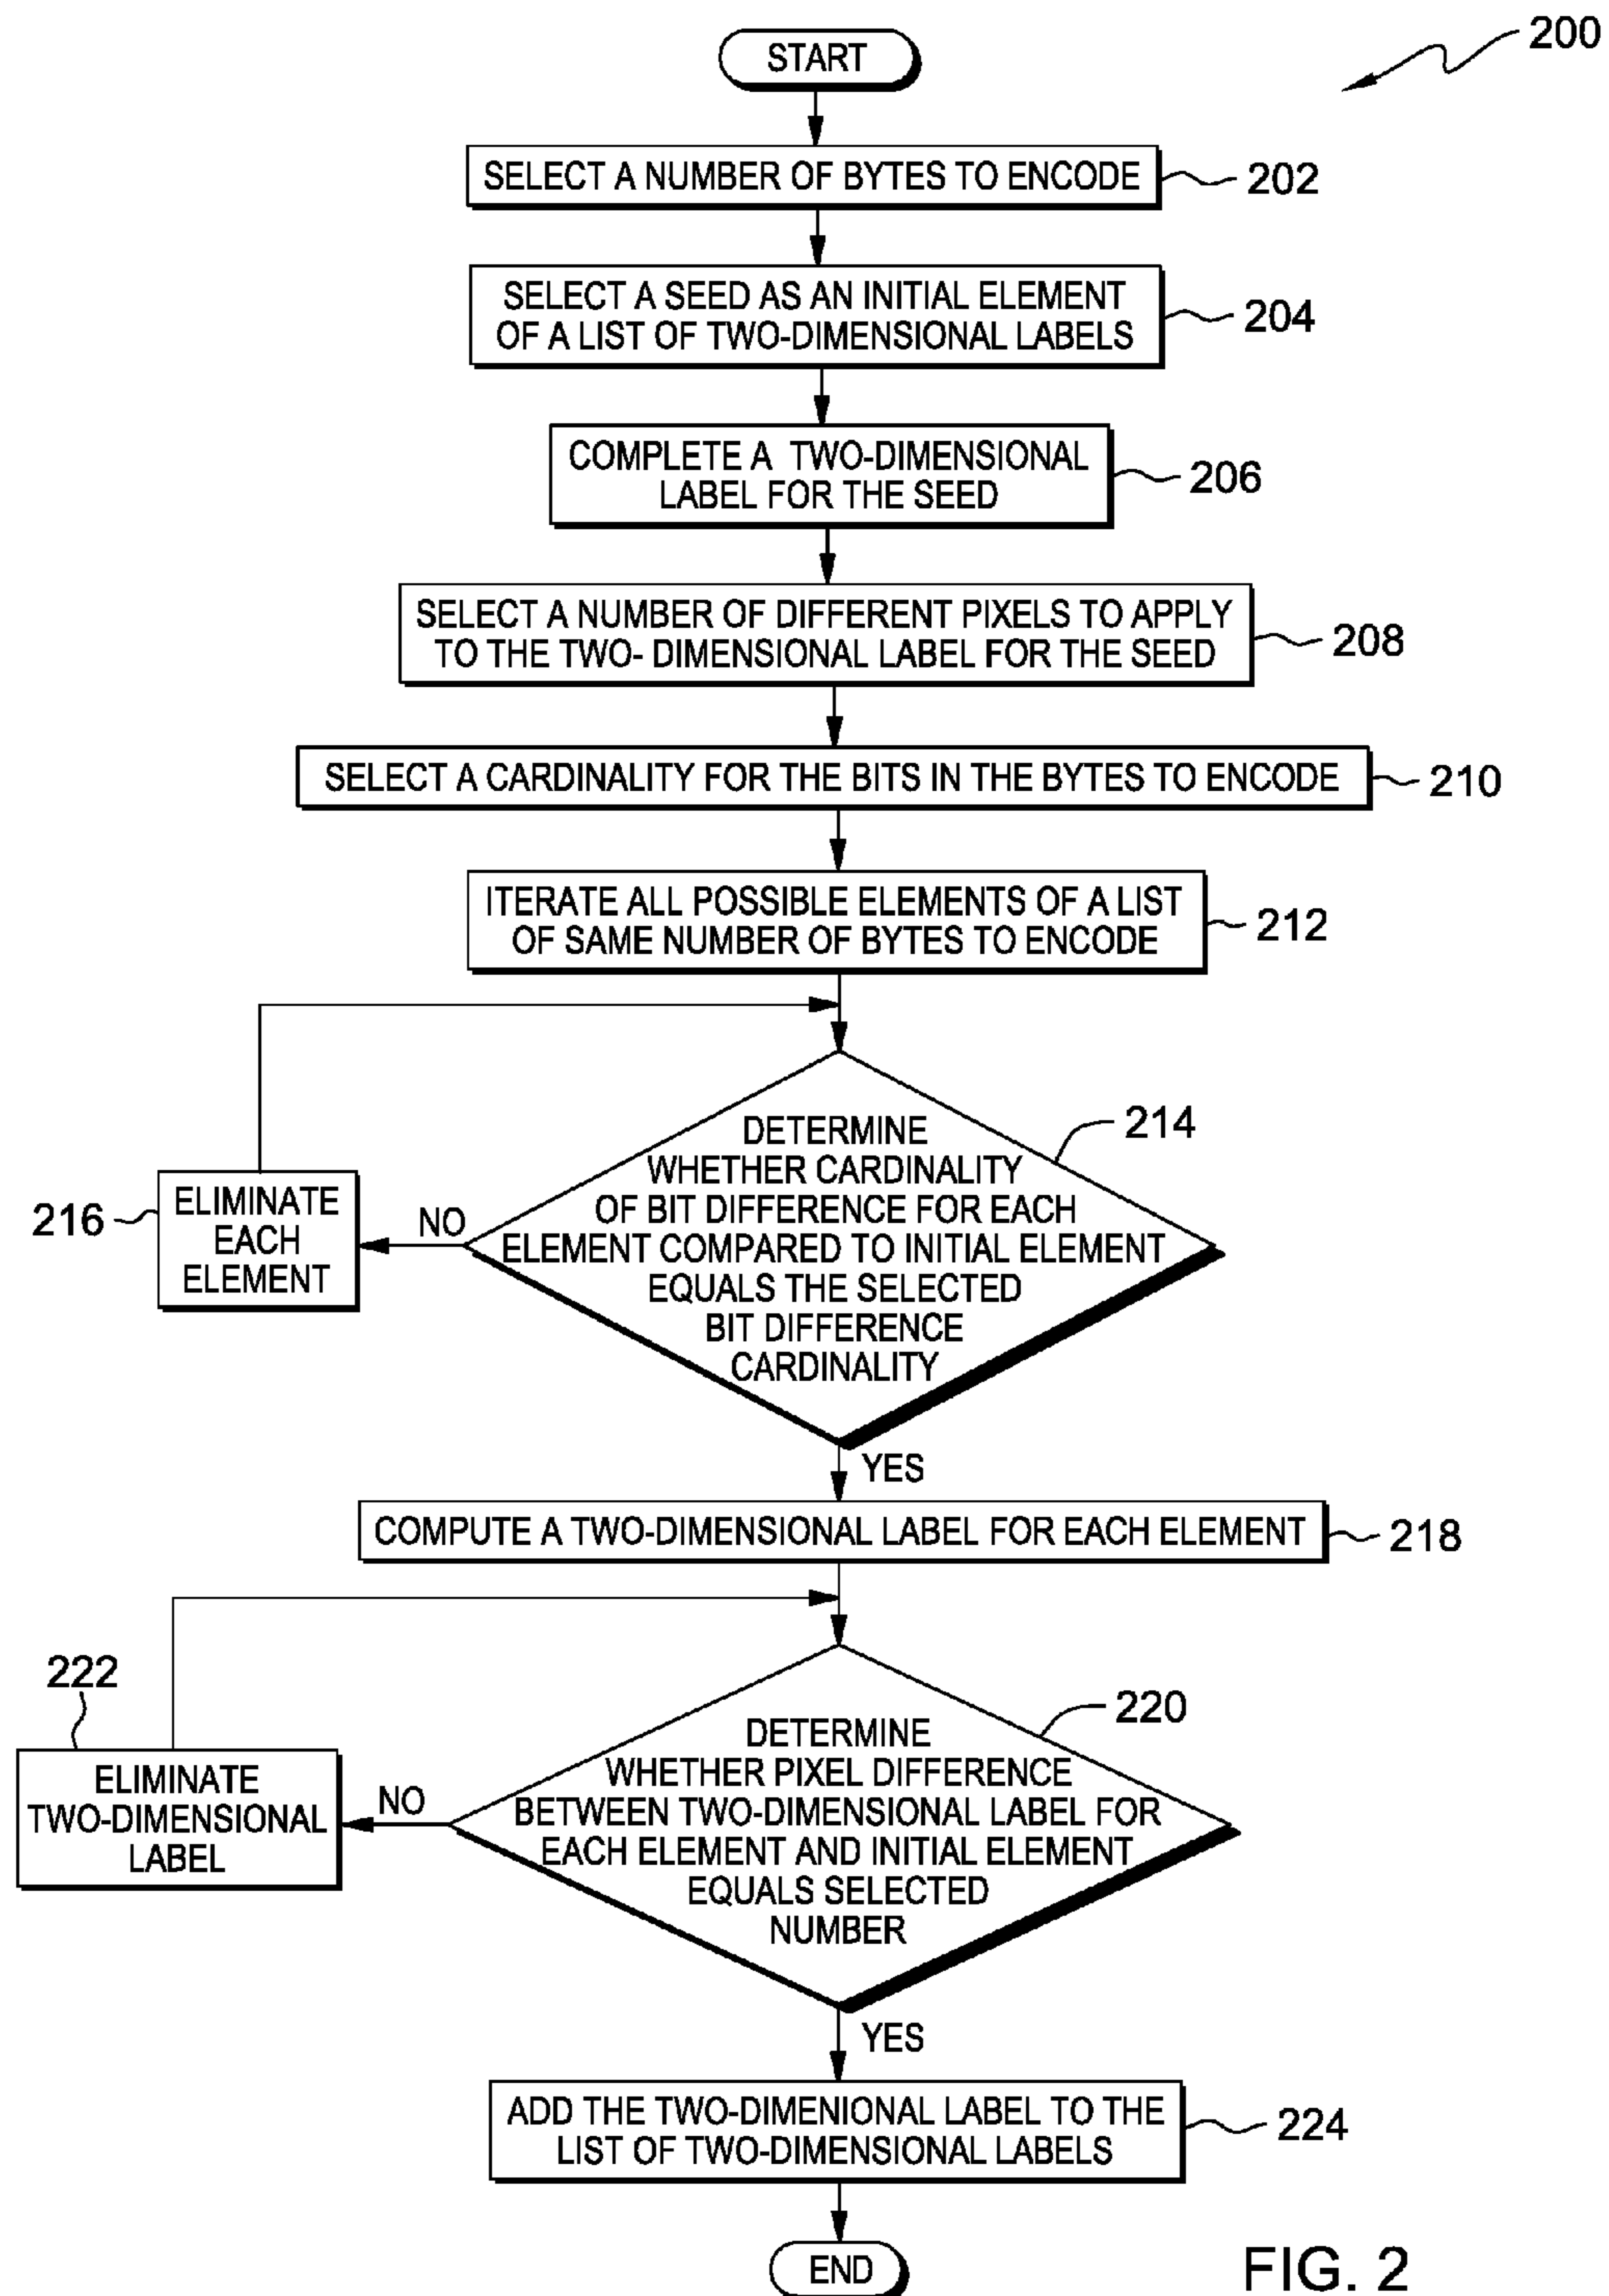 200
START
SELECT A NUMBER OF BYTES TO ENCODE
202
SELECT A SEED AS AN INITIAL ELEMENT
OF A LIST OF TWO-DIMENSIONAL LABELS
204
COMPLETE A TWO-DIMENSIONAL
LABEL FOR THE SEED
206
SELECT A NUMBER OF DIFFERENT PIXELS TO APPLY
TO THE TWO- DIMENSIONAL LABEL FOR THE SEED
208
SELECT A CARDINALITY FOR THE BITS IN THE BYTES TO ENCODE
210
ITERATE ALL POSSIBLE ELEMENTS OF A LIST
OF SAME NUMBER OF BYTES TO ENCODE
212
DETERMINE
WHETHER CARDINALITY
OF BIT DIFFERENCE FOR EACH
ELEMENT COMPARED TO INITIAL ELEMENT
EQUALS THE SELECTED
BIT DIFFERENCE
CARDINALITY
214
NO
ELIMINATE
EACH
ELEMENT
216
YES
COMPUTE A TWO-DIMENSIONAL LABEL FOR EACH ELEMENT
218
DETERMINE
WHETHER PIXEL DIFFERENCE
BETWEEN TWO-DIMENSIONAL LABEL FOR
EACH ELEMENT AND INITIAL ELEMENT
EQUALS SELECTED
NUMBER
220
NO
222
ELIMINATE
TWO-DIMENSIONAL
LABEL
YES
ADD THE TWO-DIMENIONAL LABEL TO THE
LIST OF TWO-DIMENSIONAL LABELS
224
END
FIG. 2